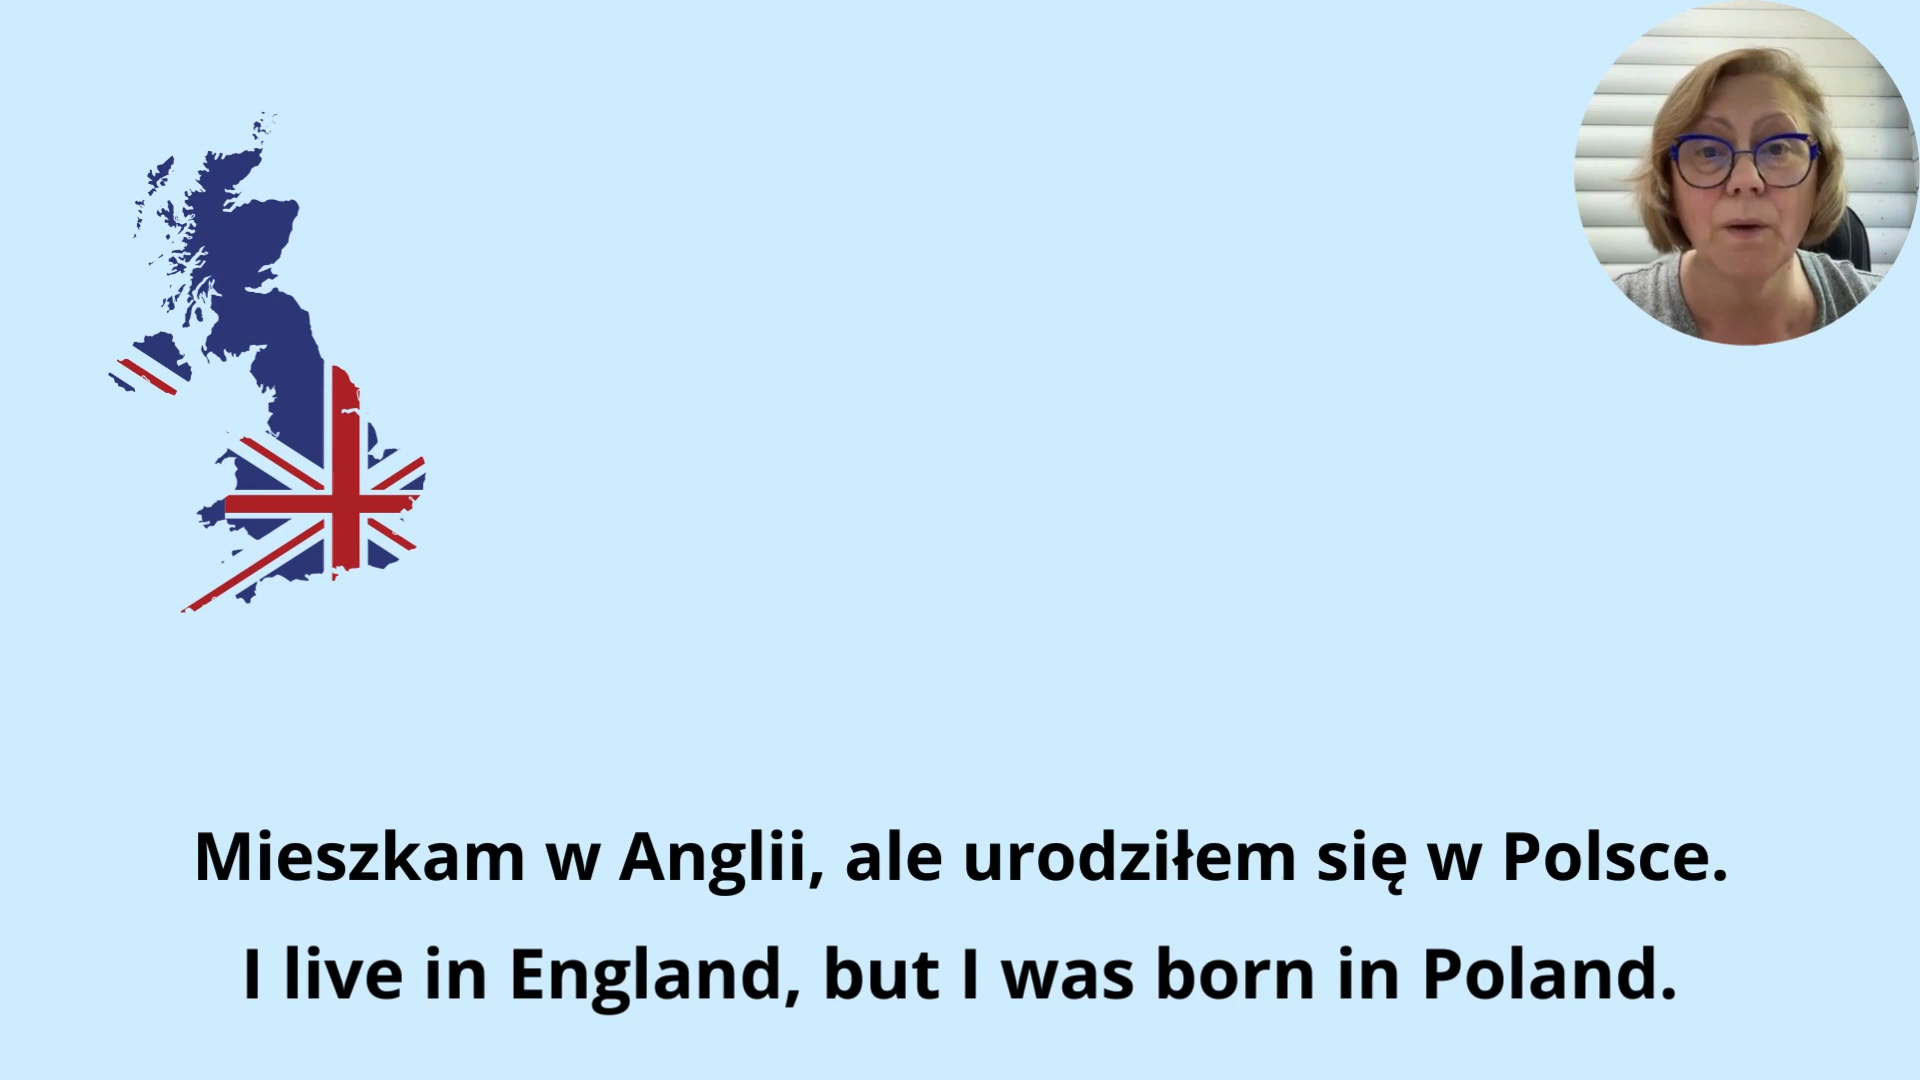 Mieszkam w Anglii, ale urodziłem się w Polsce.
I live in England, but I was born in Poland.